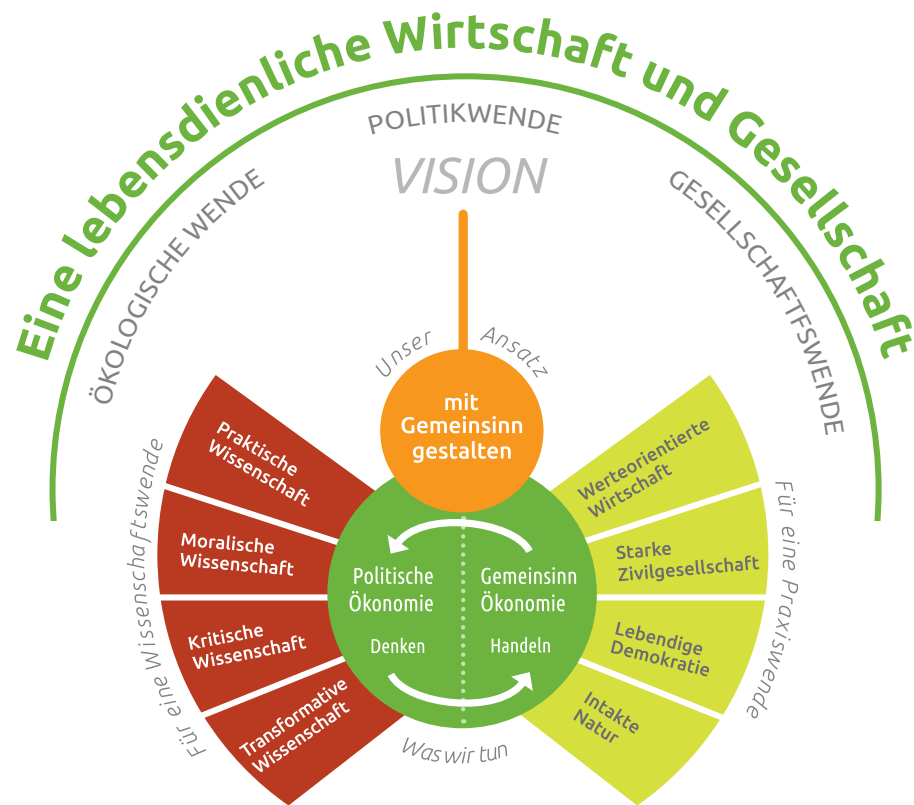 Eine lebensdienliche Wirtschaft und Gesellschaft
POLITIKWENDE
ÖKOLOGISCHE WENDE
VISION
GESELLSCHAFTFSWENDE
Unser Ansatz
mit
Gemeinsinn
gestalten
Für eine Wissenschaftswende
Praktische
Wissenschaft
Moralische
Wissenschaft
Kritische
Wissenschaft
Transformative
Wissenschaft
Politische
Ökonomie
Denken
Gemeinsinn
Ökonomie
Handeln
Werteorientierte
Wirtschaft
Starke
Zivilgesellschaft
Lebendige
Demokratie
Intakte
Natur
Für eine Praxiswende
Was wir tun